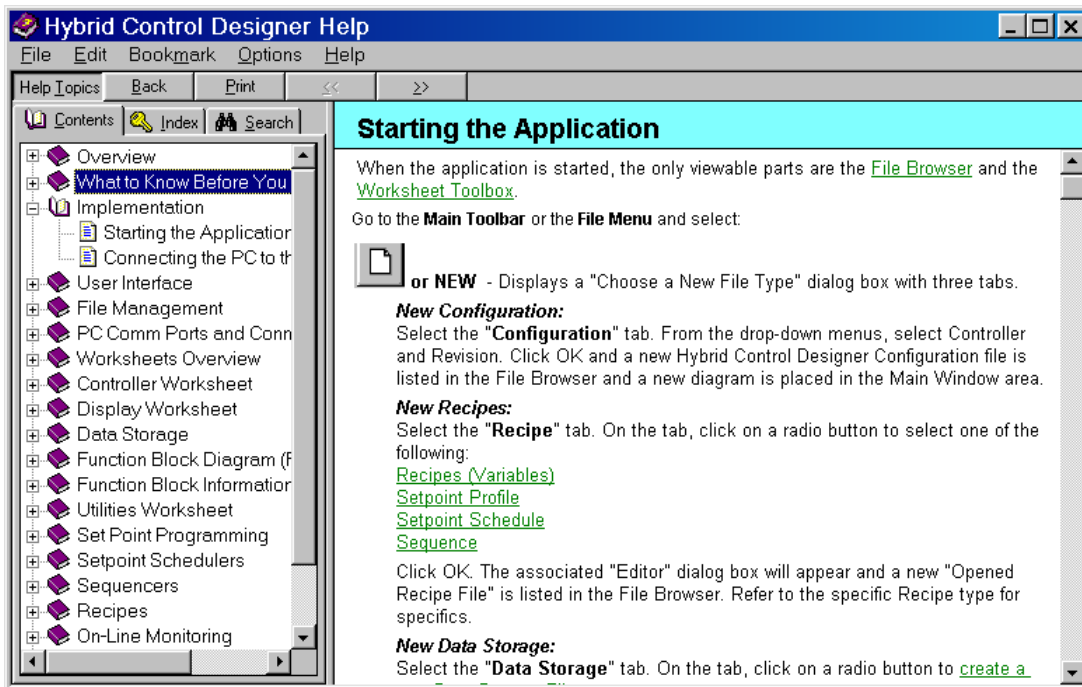 Hybrid Control Designer Help
File Edit Bookmark Options Help
Help Topics Back Print << >>
Contents Index Search
Overview
What to Know Before You
Implementation
Starting the Application
Connecting the PC to th
User Interface
File Management
PC Comm Ports and Conn
Worksheets Overview
Controller Worksheet
Display Worksheet
Data Storage
Function Block Diagram (F
Function Block Information
Utilities Worksheet
Set Point Programming
Setpoint Schedulers
Sequencers
Recipes
On-Line Monitoring
Starting the Application
When the application is started, the only viewable parts are the File Browser and the
Worksheet Toolbox.
Go to the Main Toolbar or the File Menu and select:
or NEW - Displays a "Choose a New File Type" dialog box with three tabs.
New Configuration:
Select the "Configuration" tab. From the drop-down menus, select Controller
and Revision. Click OK and a new Hybrid Control Designer Configuration file is
listed in the File Browser and a new diagram is placed in the Main Window area.
New Recipes:
Select the "Recipe" tab. On the tab, click on a radio button to select one of the
following:
Recipes (Variables)
Setpoint Profile
Setpoint Schedule
Sequence
Click OK. The associated "Editor" dialog box will appear and a new "Opened
Recipe File" is listed in the File Browser. Refer to the specific Recipe type for
specifics.
New Data Storage:
Select the "Data Storage" tab. On the tab, click on a radio button to create a